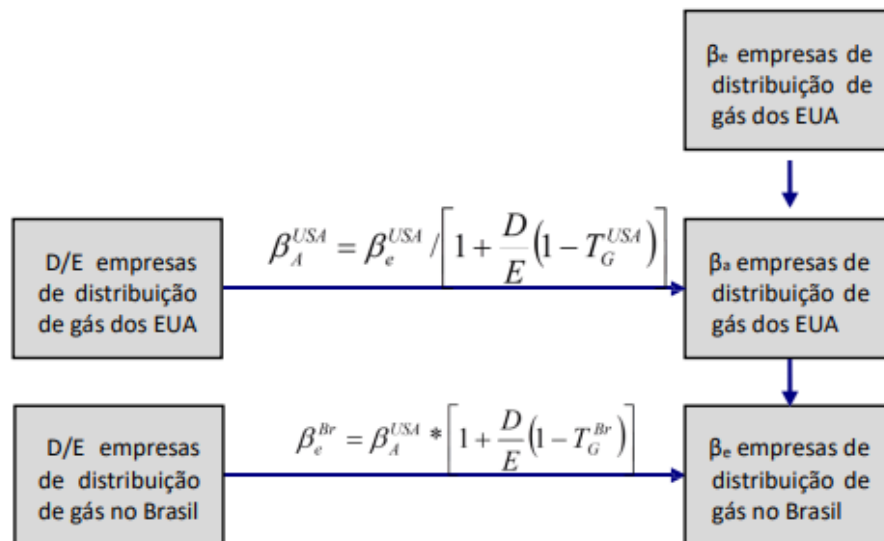 βe empresas de
distribuição de
gás dos EUA
D/E empresas
de distribuição
de gás dos EUA
β_A^{USA} = β_e^{USA} / [1 + \frac{D}{E}(1 − T_G^{USA})]
βa empresas de
distribuição de
gás dos EUA
D/E empresas
de distribuição
de gás no Brasil
β_e^{Br} = β_A^{USA} * [1 + \frac{D}{E}(1 − T_G^{Br})]
βe empresas de
distribuição de
gás no Brasil